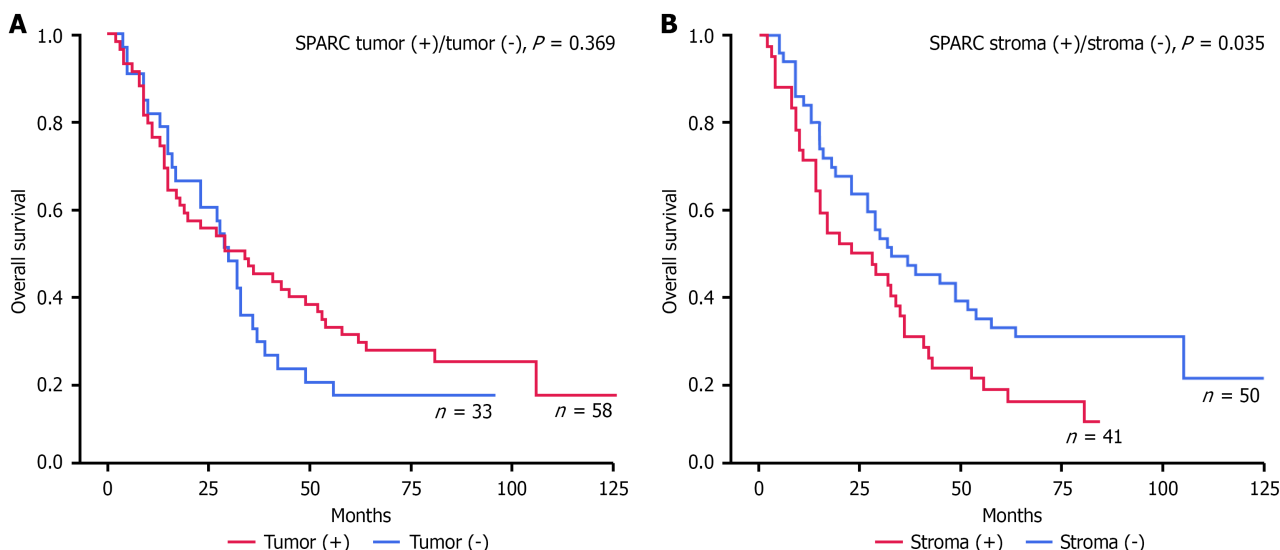 A
SPARC tumor (+)/tumor (-), P = 0.369
Overall survival
1.0
0.8
0.6
0.4
0.2
0.0
n = 33
n = 58
0 25 50 75 100 125
Months
Tumor (+) Tumor (-)
B
SPARC stroma (+)/stroma (-), P = 0.035
Overall survival
1.0
0.8
0.6
0.4
0.2
0.0
n = 50
n = 41
0 25 50 75 100 125
Months
Stroma (+) Stroma (-)